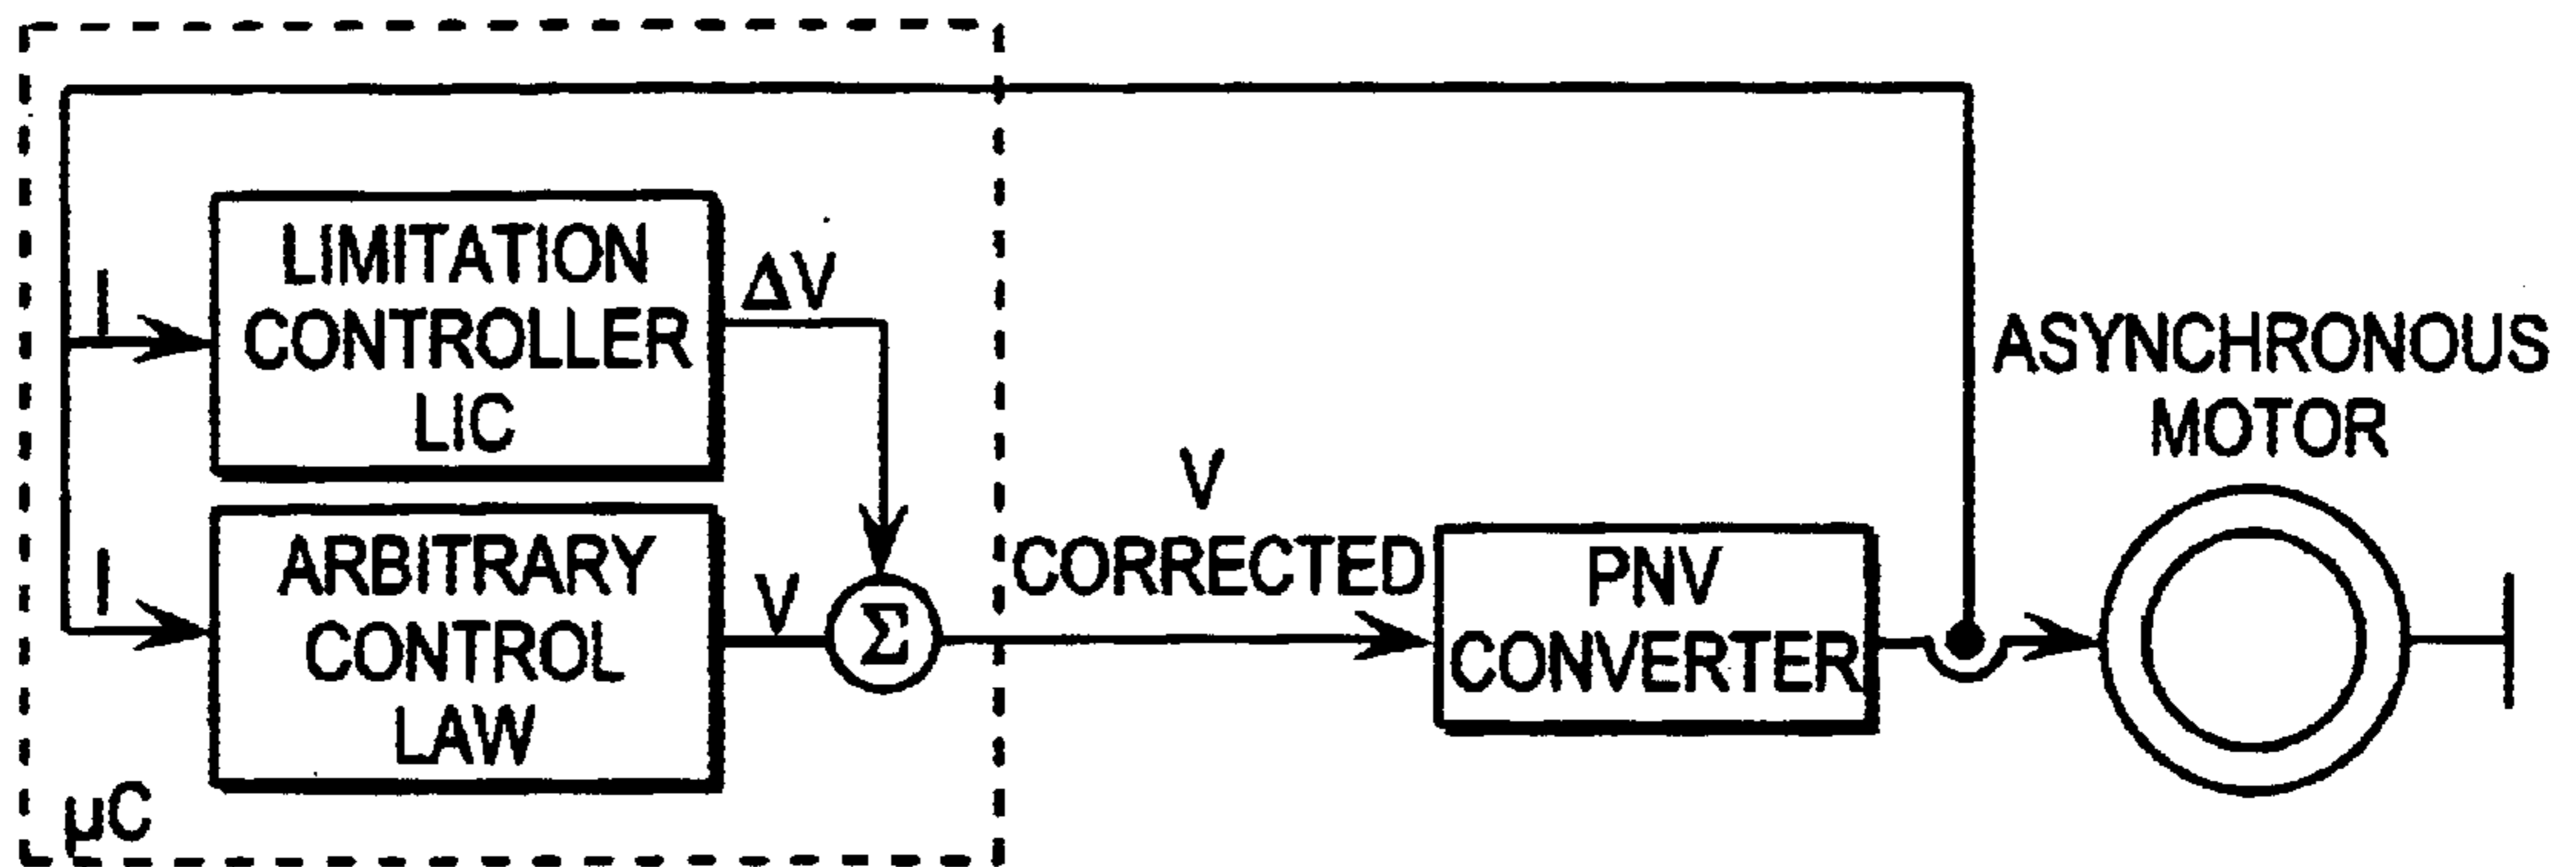 I
LIMITATION
CONTROLLER
LIC
ΔV
I
ARBITRARY
CONTROL
LAW
V
Σ
µC
V
CORRECTED
PNV
CONVERTER
ASYNCHRONOUS
MOTOR